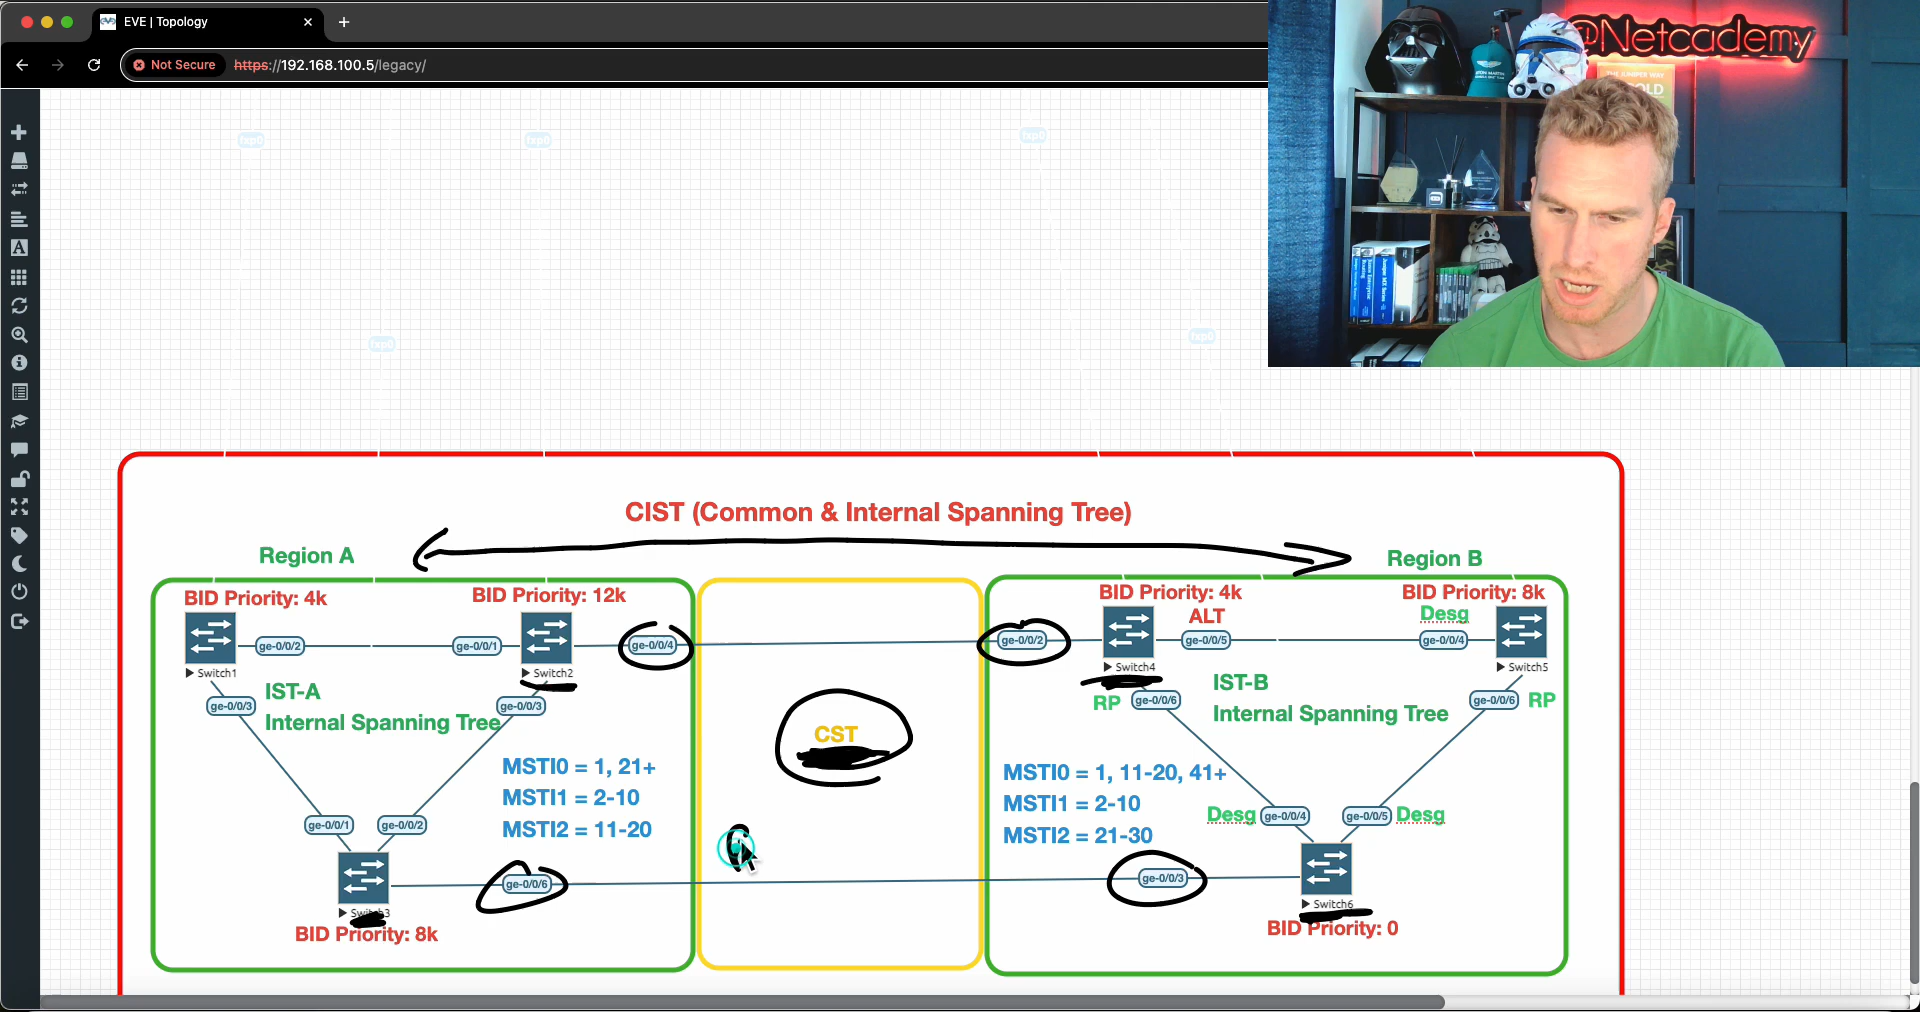 EVE | Topology
Not Secure https://192.168.100.5/legacy/
@Netcademy
fxp0
fxp0
fxp0
fxp0
fxp0
CIST (Common & Internal Spanning Tree)
Region A
Region B
BID Priority: 4k
BID Priority: 12k
BID Priority: 4k
BID Priority: 8k
ALT
Desg
ge-0/0/2
ge-0/0/1
ge-0/0/4
ge-0/0/2
ge-0/0/5
ge-0/0/4
Switch1
Switch2
Switch4
Switch5
IST-A
Internal Spanning Tree
ge-0/0/3
ge-0/0/3
RP
ge-0/0/6
IST-B
Internal Spanning Tree
ge-0/0/6
RP
CST
MSTI0 = 1, 21+
MSTI1 = 2-10
MSTI2 = 11-20
MSTI0 = 1, 11-20, 41+
MSTI1 = 2-10
MSTI2 = 21-30
ge-0/0/1
ge-0/0/2
Desg
ge-0/0/4
ge-0/0/5
Desg
ge-0/0/6
ge-0/0/3
Switch3
Switch6
BID Priority: 8k
BID Priority: 0